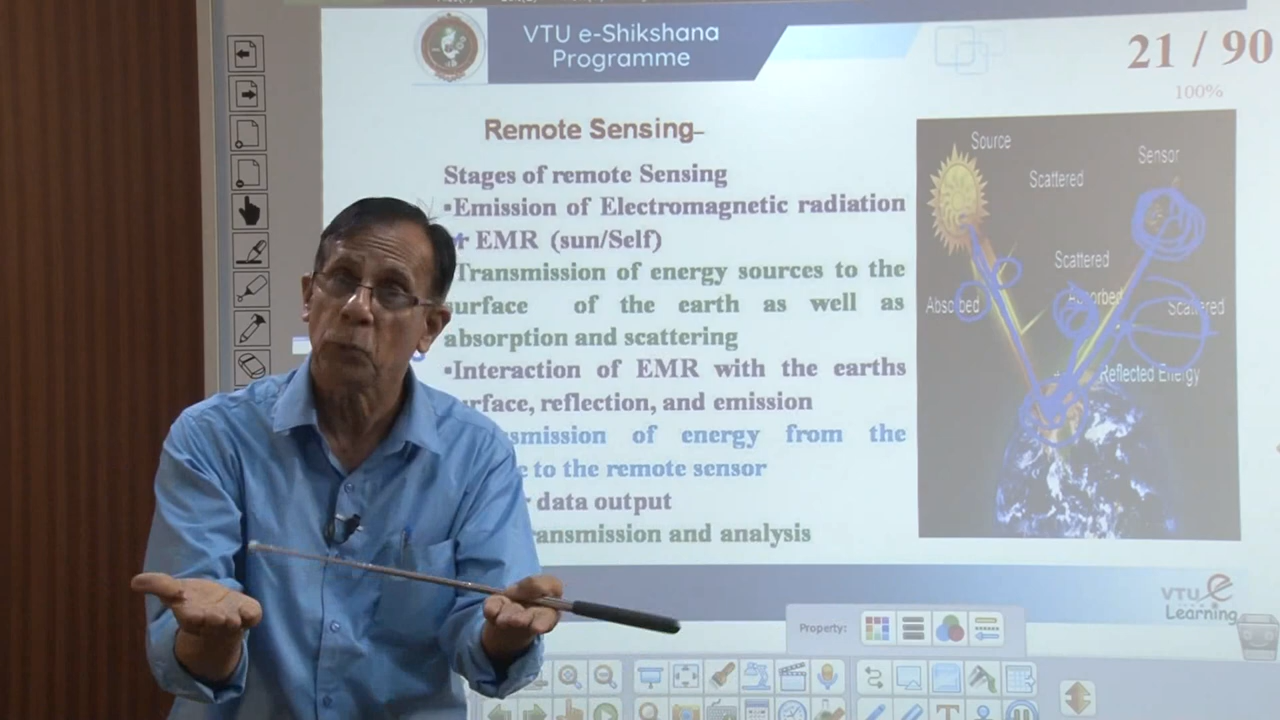 VTU e-Shikshana
Programme
21 / 90
100%
Remote Sensing–
Stages of remote Sensing
▪Emission of Electromagnetic radiation
EMR (sun/Self)
Transmission of energy sources to the
surface of the earth as well as
absorption and scattering
▪Interaction of EMR with the earths
surface, reflection, and emission
of energy from the
to the remote sensor
data output
and analysis
Source
Sensor
Scattered
Scattered
Absorbed
Absorbed
Scattered
Reflected Energy
VTU e
Learning
Property: